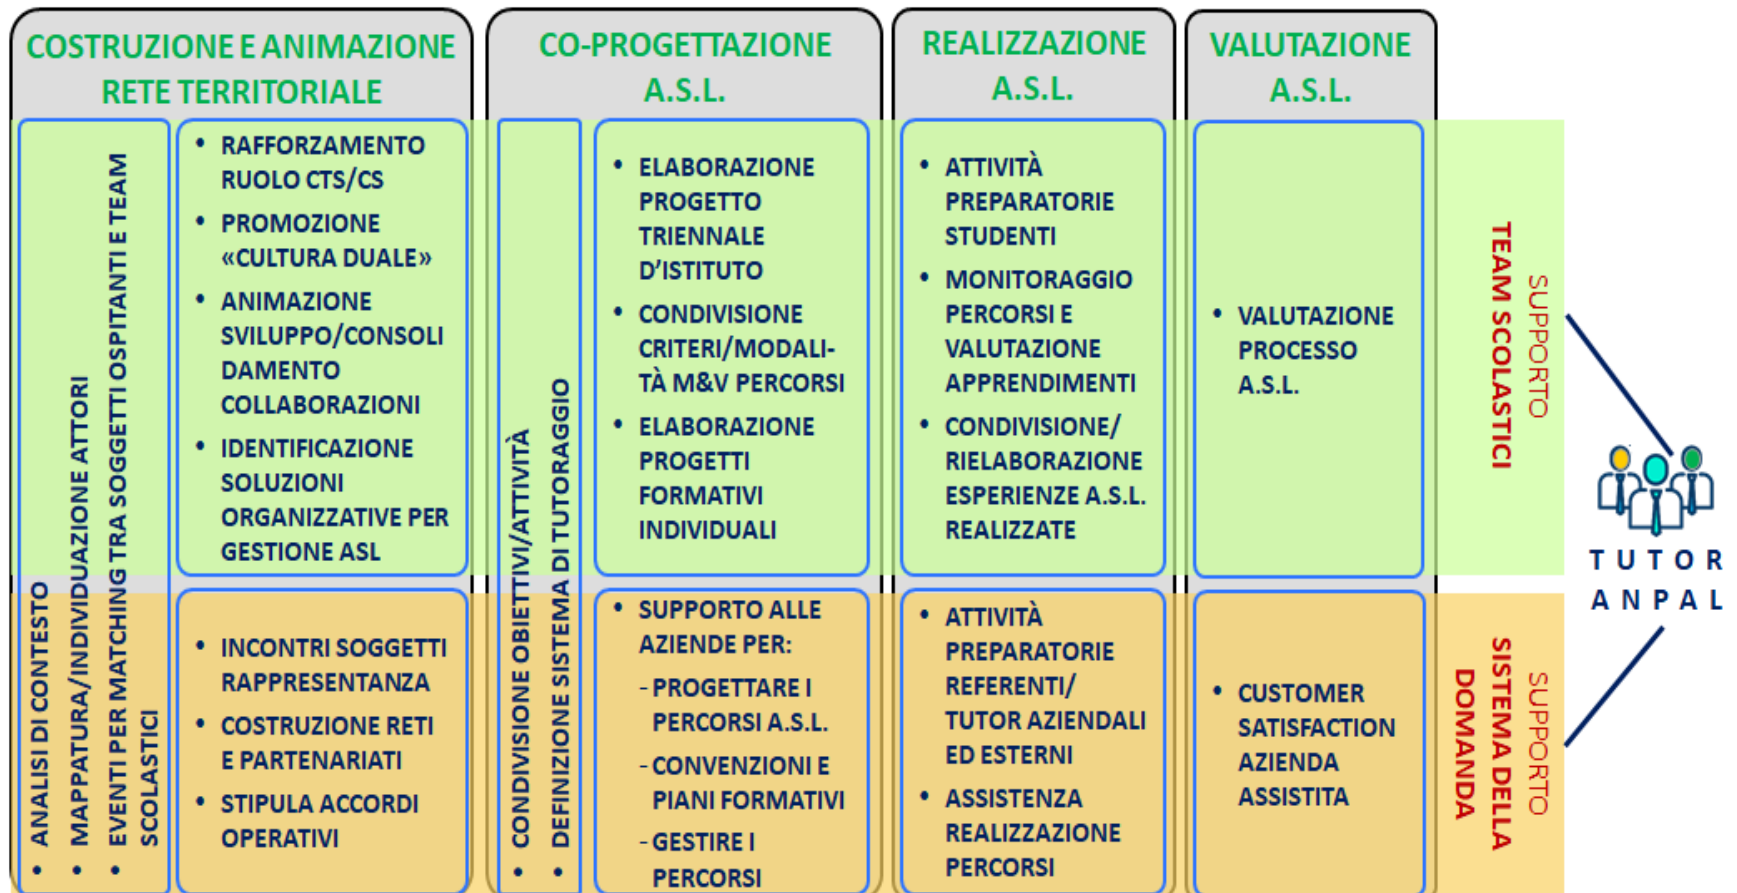 COSTRUZIONE E ANIMAZIONE
RETE TERRITORIALE
• ANALISI DI CONTESTO
• MAPPATURA/INDIVIDUAZIONE ATTORI
• EVENTI PER MATCHING TRA SOGGETTI OSPITANTI E TEAM
SCOLASTICI
• RAFFORZAMENTO
RUOLO CTS/CS
• PROMOZIONE
«CULTURA DUALE»
• ANIMAZIONE
SVILUPPO/CONSOLI
DAMENTO
COLLABORAZIONI
• IDENTIFICAZIONE
SOLUZIONI
ORGANIZZATIVE PER
GESTIONE ASL
• INCONTRI SOGGETTI
RAPPRESENTANZA
• COSTRUZIONE RETI
E PARTENARIATI
• STIPULA ACCORDI
OPERATIVI
CO-PROGETTAZIONE
A.S.L.
• CONDIVISIONE OBIETTIVI/ATTIVITÀ
• DEFINIZIONE SISTEMA DI TUTORAGGIO
• ELABORAZIONE
PROGETTO
TRIENNALE
D'ISTITUTO
• CONDIVISIONE
CRITERI/MODALI-
TÀ M&V PERCORSI
• ELABORAZIONE
PROGETTI
FORMATIVI
INDIVIDUALI
• SUPPORTO ALLE
AZIENDE PER:
- PROGETTARE I
PERCORSI A.S.L.
- CONVENZIONI E
PIANI FORMATIVI
- GESTIRE I
PERCORSI
REALIZZAZIONE
A.S.L.
• ATTIVITÀ
PREPARATORIE
STUDENTI
• MONITORAGGIO
PERCORSI E
VALUTAZIONE
APPRENDIMENTI
• CONDIVISIONE/
RIELABORAZIONE
ESPERIENZE A.S.L.
REALIZZATE
• ATTIVITÀ
PREPARATORIE
REFERENTI/
TUTOR AZIENDALI
ED ESTERNI
• ASSISTENZA
REALIZZAZIONE
PERCORSI
VALUTAZIONE
A.S.L.
• VALUTAZIONE
PROCESSO
A.S.L.
• CUSTOMER
SATISFACTION
AZIENDA
ASSISTITA
SUPPORTO
TEAM SCOLASTICI
SUPPORTO
SISTEMA DELLA
DOMANDA
TUTOR
ANPAL